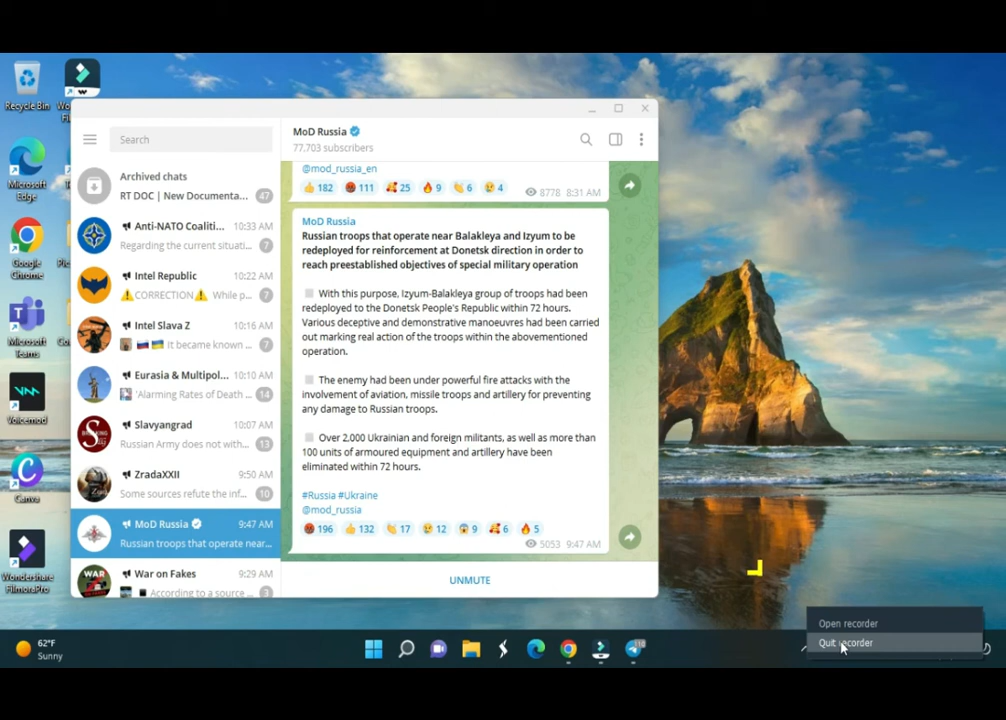 Recycle Bin
Microsoft
Edge
Google
Chrome
Microsoft
Teams
Voicemod
Canva
Wondershare
FilmoraPro
Search
Archived chats
RT DOC | New Documenta...
47
Anti-NATO Coaliti...
10:33 AM
Regarding the current situati...
7
Intel Republic
10:22 AM
⚠️CORRECTION⚠️ While p...
7
Intel Slava Z
10:16 AM
It became known ...
7
Eurasia & Multipol...
10:10 AM
'Alarming Rates of Death ...
14
Slavyangrad
10:07 AM
Russian Army does not with...
13
ZradaXXII
9:50 AM
Some sources refute the inf...
10
MoD Russia
9:47 AM
Russian troops that operate near...
War on Fakes
9:29 AM
According to a source ...
3
MoD Russia
77,703 subscribers
@mod_russia_en
182 111 25 9 6 4
8778 8:31 AM
MoD Russia
Russian troops that operate near Balakleya and Izyum to be
redeployed for reinforcement at Donetsk direction in order to
reach preestablished objectives of special military operation
With this purpose, Izyum-Balakleya group of troops had been
redeployed to the Donetsk People's Republic within 72 hours.
Various deceptive and demonstrative manoeuvres had been carried
out marking real action of the troops within the abovementioned
operation.
The enemy had been under powerful fire attacks with the
involvement of aviation, missile troops and artillery for preventing
any damage to Russian troops.
Over 2,000 Ukrainian and foreign militants, as well as more than
100 units of armoured equipment and artillery have been
eliminated within 72 hours.
#Russia #Ukraine
@mod_russia
196 132 17 12 9 6 5
5053 9:47 AM
UNMUTE
Open recorder
Quit recorder
62°F
Sunny